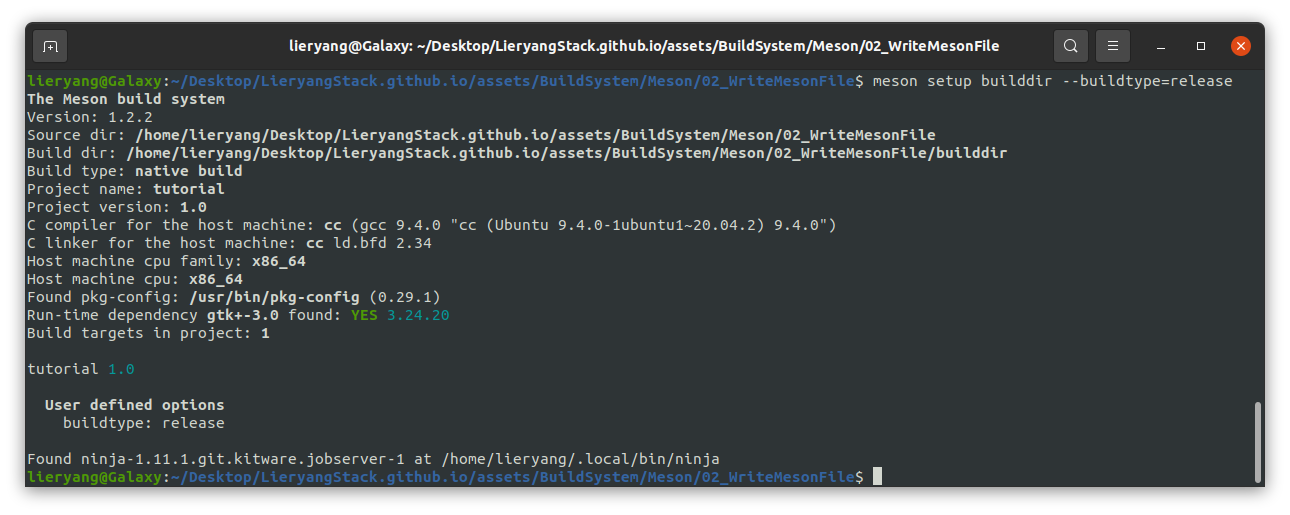 lieryang@Galaxy: ~/Desktop/LieryangStack.github.io/assets/BuildSystem/Meson/02_WriteMesonFile
lieryang@Galaxy:~/Desktop/LieryangStack.github.io/assets/BuildSystem/Meson/02_WriteMesonFile$ meson setup builddir --buildtype=release
The Meson build system
Version: 1.2.2
Source dir: /home/lieryang/Desktop/LieryangStack.github.io/assets/BuildSystem/Meson/02_WriteMesonFile
Build dir: /home/lieryang/Desktop/LieryangStack.github.io/assets/BuildSystem/Meson/02_WriteMesonFile/builddir
Build type: native build
Project name: tutorial
Project version: 1.0
C compiler for the host machine: cc (gcc 9.4.0 "cc (Ubuntu 9.4.0-1ubuntu1~20.04.2) 9.4.0")
C linker for the host machine: cc ld.bfd 2.34
Host machine cpu family: x86_64
Host machine cpu: x86_64
Found pkg-config: /usr/bin/pkg-config (0.29.1)
Run-time dependency gtk+-3.0 found: YES 3.24.20
Build targets in project: 1
tutorial 1.0
User defined options
buildtype: release
Found ninja-1.11.1.git.kitware.jobserver-1 at /home/lieryang/.local/bin/ninja
lieryang@Galaxy:~/Desktop/LieryangStack.github.io/assets/BuildSystem/Meson/02_WriteMesonFile$